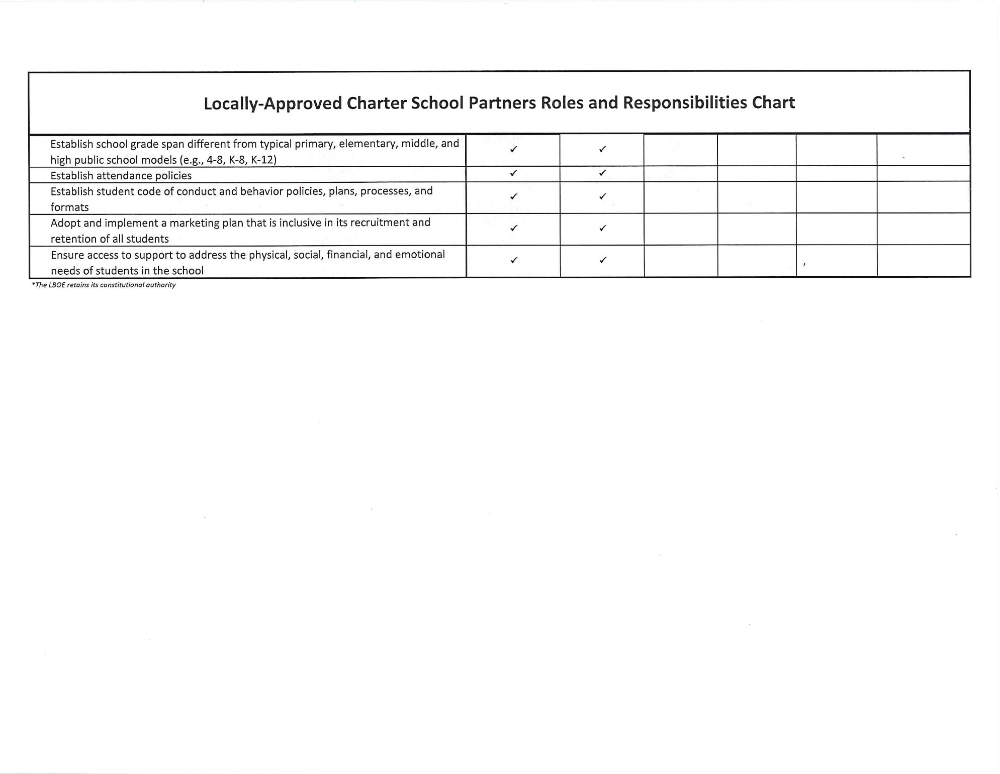 Locally-Approved Charter School Partners Roles and Responsibilities Chart
Establish school grade span different from typical primary, elementary, middle, and
high public school models (e.g., 4-8, K-8, K-12)
✓ ✓
Establish attendance policies ✓ ✓
Establish student code of conduct and behavior policies, plans, processes, and
formats
✓ ✓
Adopt and implement a marketing plan that is inclusive in its recruitment and
retention of all students
✓ ✓
Ensure access to support to address the physical, social, financial, and emotional
needs of students in the school
✓ ✓
*The LBOE retains its constitutional authority